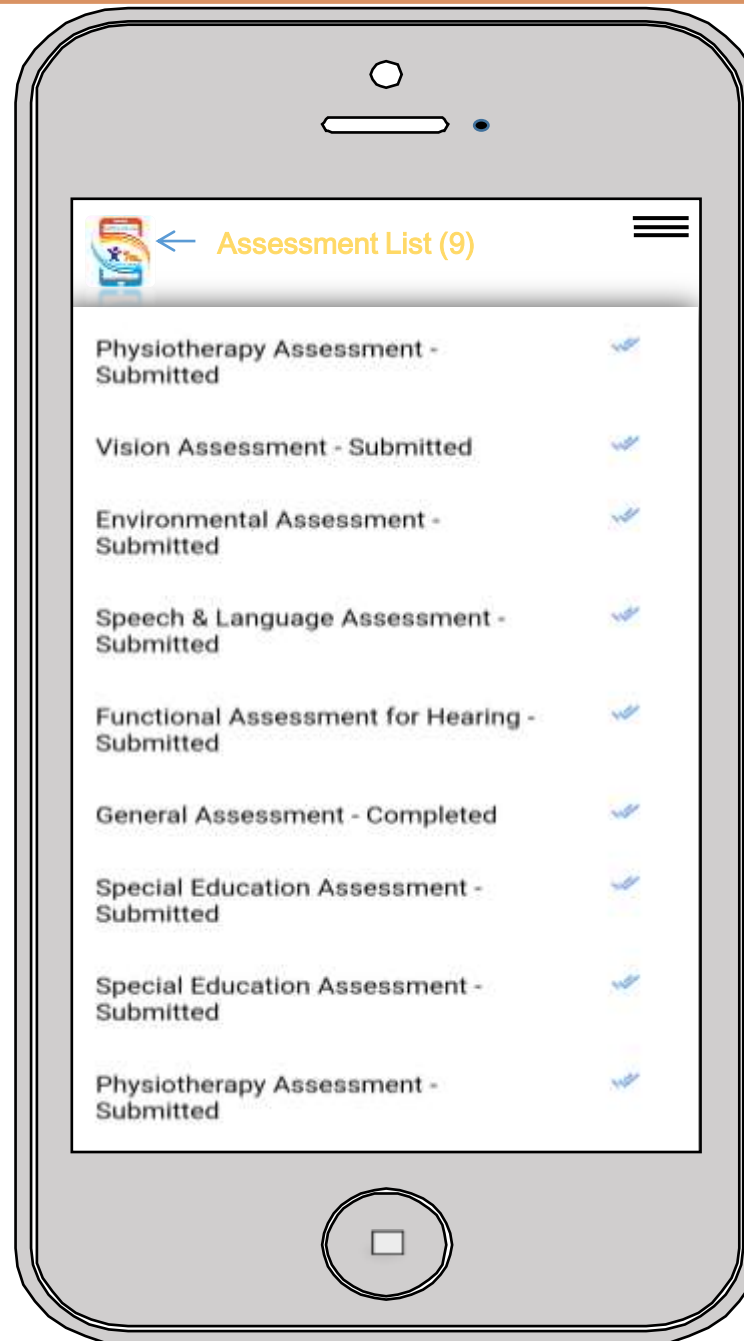 Assessment List (9)
Physiotherapy Assessment -
Submitted
Vision Assessment - Submitted
Environmental Assessment -
Submitted
Speech & Language Assessment -
Submitted
Functional Assessment for Hearing -
Submitted
General Assessment - Completed
Special Education Assessment -
Submitted
Special Education Assessment -
Submitted
Physiotherapy Assessment -
Submitted